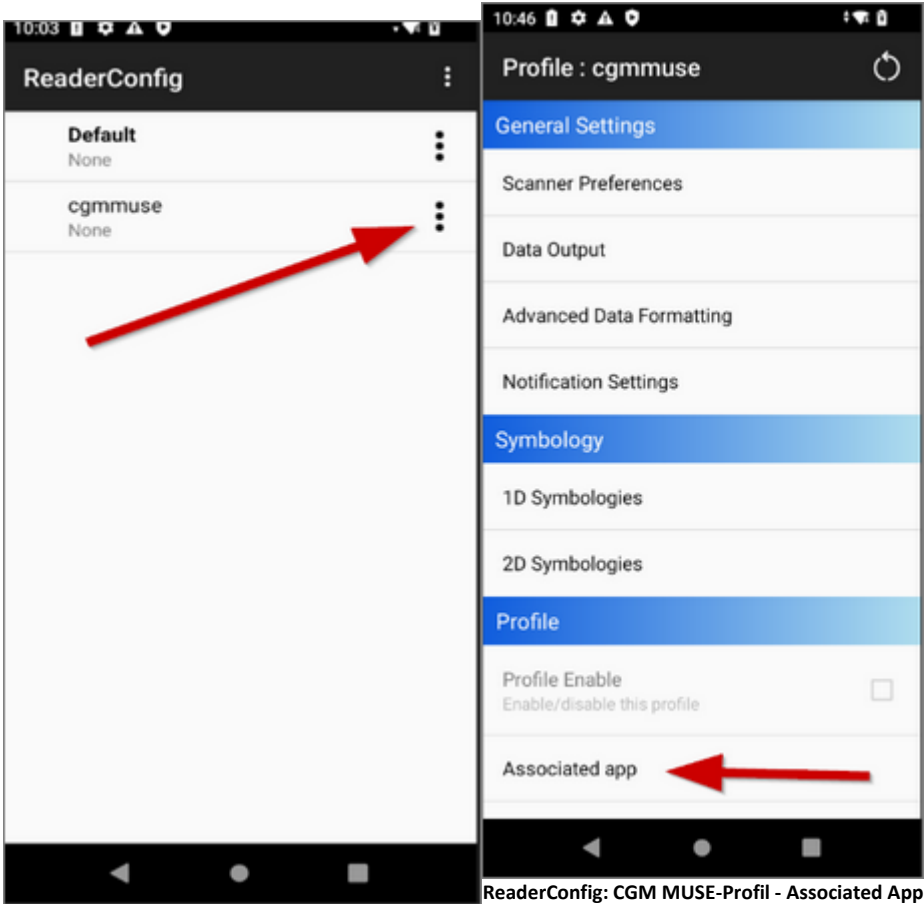 10:03
ReaderConfig
Default
None
cgmmuse
None
10:46
Profile : cgmmuse
General Settings
Scanner Preferences
Data Output
Advanced Data Formatting
Notification Settings
Symbology
1D Symbologies
2D Symbologies
Profile
Profile Enable
Enable/disable this profile
Associated app
ReaderConfig: CGM MUSE-Profil - Associated App